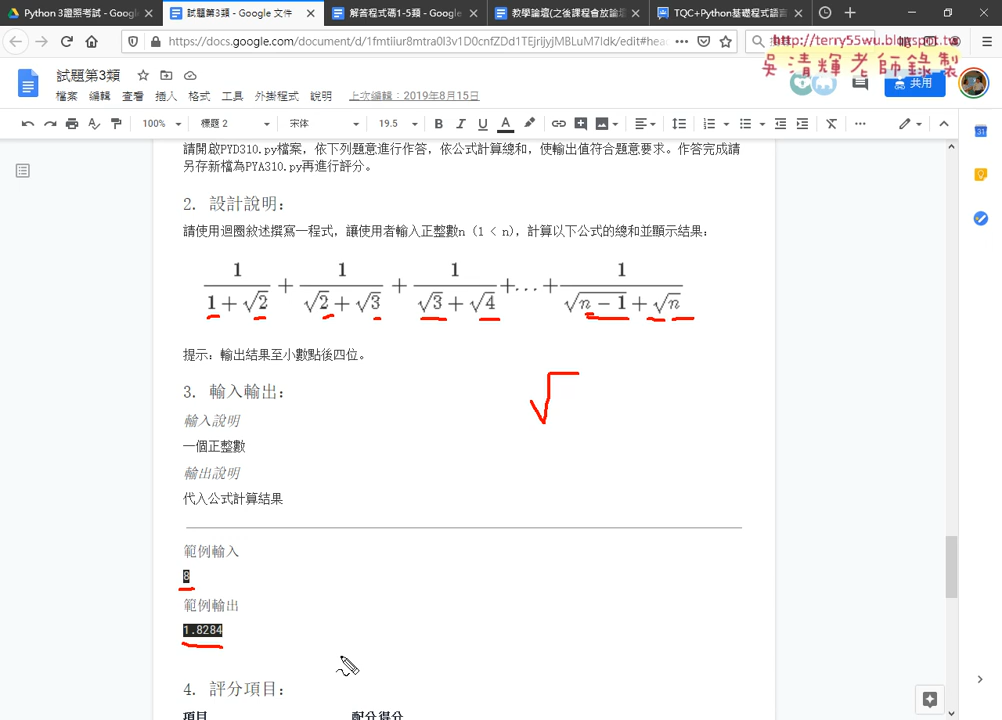 Python 3證照考試 - Googl
試題第3類 - Google 文件
解答程式碼1-5類 - Google
教學論壇(之後課程會放論壇
TQC+Python基礎程式語言
https://docs.google.com/document/d/1fmtiiur8mtra0l3v1D0cnfZDd1TEjrijyjMBLuM7Idk/edit#hea
http://terry55wu.blogspot.tw
吳清輝老師錄製
試題第3類
檔案 編輯 查看 插入 格式 工具 外掛程式 說明 上次編輯:2019年8月15日
共用
100% 標題 2 宋体 19.5 B I U A
請開啟PYD310.py檔案,依下列題意進行作答,依公式計算總和,使輸出值符合題意要求。作答完成請
另存新檔為PYA310.py再進行評分。
2. 設計說明:
請使用迴圈敘述撰寫一程式,讓使用者輸入正整數n (1 < n),計算以下公式的總和並顯示結果:
1/(1+√2) + 1/(√2+√3) + 1/(√3+√4) +...+ 1/(√n−1+√n)
提示:輸出結果至小數點後四位。
3. 輸入輸出:
√
輸入說明
一個正整數
輸出說明
代入公式計算結果
範例輸入
8
範例輸出
1.8284
4. 評分項目:
項目 配分 得分